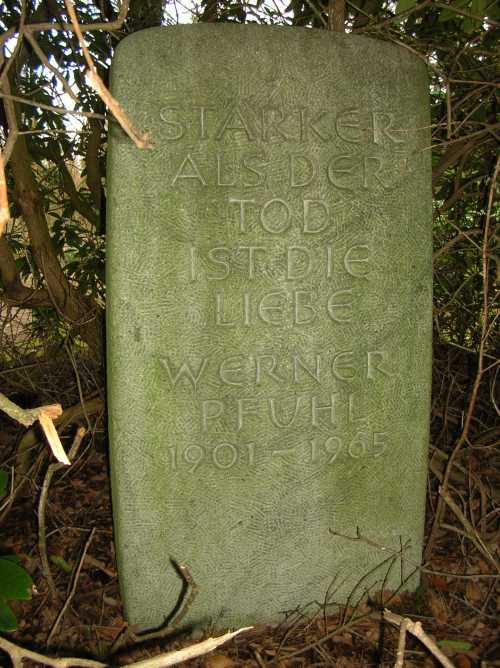 STÄRKER
ALS DER
TOD
IST DIE
LIEBE
WERNER
PFUHL
1901–1965